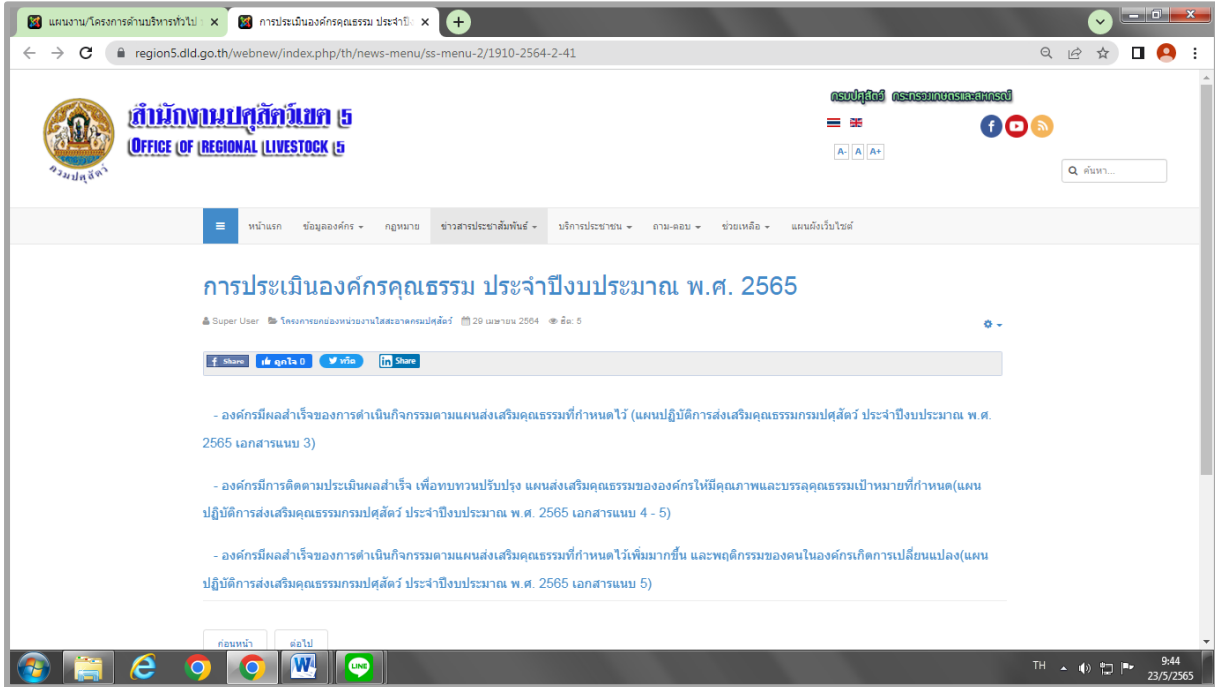 แผนงาน/โครงการด้านบริหารทั่วไป
การประเมินองค์กรคุณธรรม ประจำปี
region5.dld.go.th/webnew/index.php/th/news-menu/ss-menu-2/1910-2564-2-41
กรมปศุสัตว์ กระทรวงเกษตรและสหกรณ์
สำนักงานปศุสัตว์เขต 5
OFFICE OF REGIONAL LIVESTOCK 5
กรมปศุสัตว์
A- A A+
ค้นหา...
หน้าแรก ข้อมูลองค์กร กฎหมาย ข่าวสารประชาสัมพันธ์ บริการประชาชน ถาม-ตอบ ช่วยเหลือ แผนผังเว็บไซต์
การประเมินองค์กรคุณธรรม ประจำปีงบประมาณ พ.ศ. 2565
Super User โครงการยกย่องหน่วยงานใสสะอาดกรมปศุสัตว์ 29 เมษายน 2564 ฮิต: 5
f Share ถูกใจ 0 ทวีต in Share
- องค์กรมีผลสำเร็จของการดำเนินกิจกรรมตามแผนส่งเสริมคุณธรรมที่กำหนดไว้ (แผนปฏิบัติการส่งเสริมคุณธรรมกรมปศุสัตว์ ประจำปีงบประมาณ พ.ศ.
2565 เอกสารแนบ 3)
- องค์กรมีการติดตามประเมินผลสำเร็จ เพื่อทบทวนปรับปรุง แผนส่งเสริมคุณธรรมขององค์กรให้มีคุณภาพและบรรลุคุณธรรมเป้าหมายที่กำหนด(แผน
ปฏิบัติการส่งเสริมคุณธรรมกรมปศุสัตว์ ประจำปีงบประมาณ พ.ศ. 2565 เอกสารแนบ 4 - 5)
- องค์กรมีผลสำเร็จของการดำเนินกิจกรรมตามแผนส่งเสริมคุณธรรมที่กำหนดไว้เพิ่มมากขึ้น และพฤติกรรมของคนในองค์กรเกิดการเปลี่ยนแปลง(แผน
ปฏิบัติการส่งเสริมคุณธรรมกรมปศุสัตว์ ประจำปีงบประมาณ พ.ศ. 2565 เอกสารแนบ 5)
ก่อนหน้า ต่อไป
LINE
TH 9:44
23/5/2565